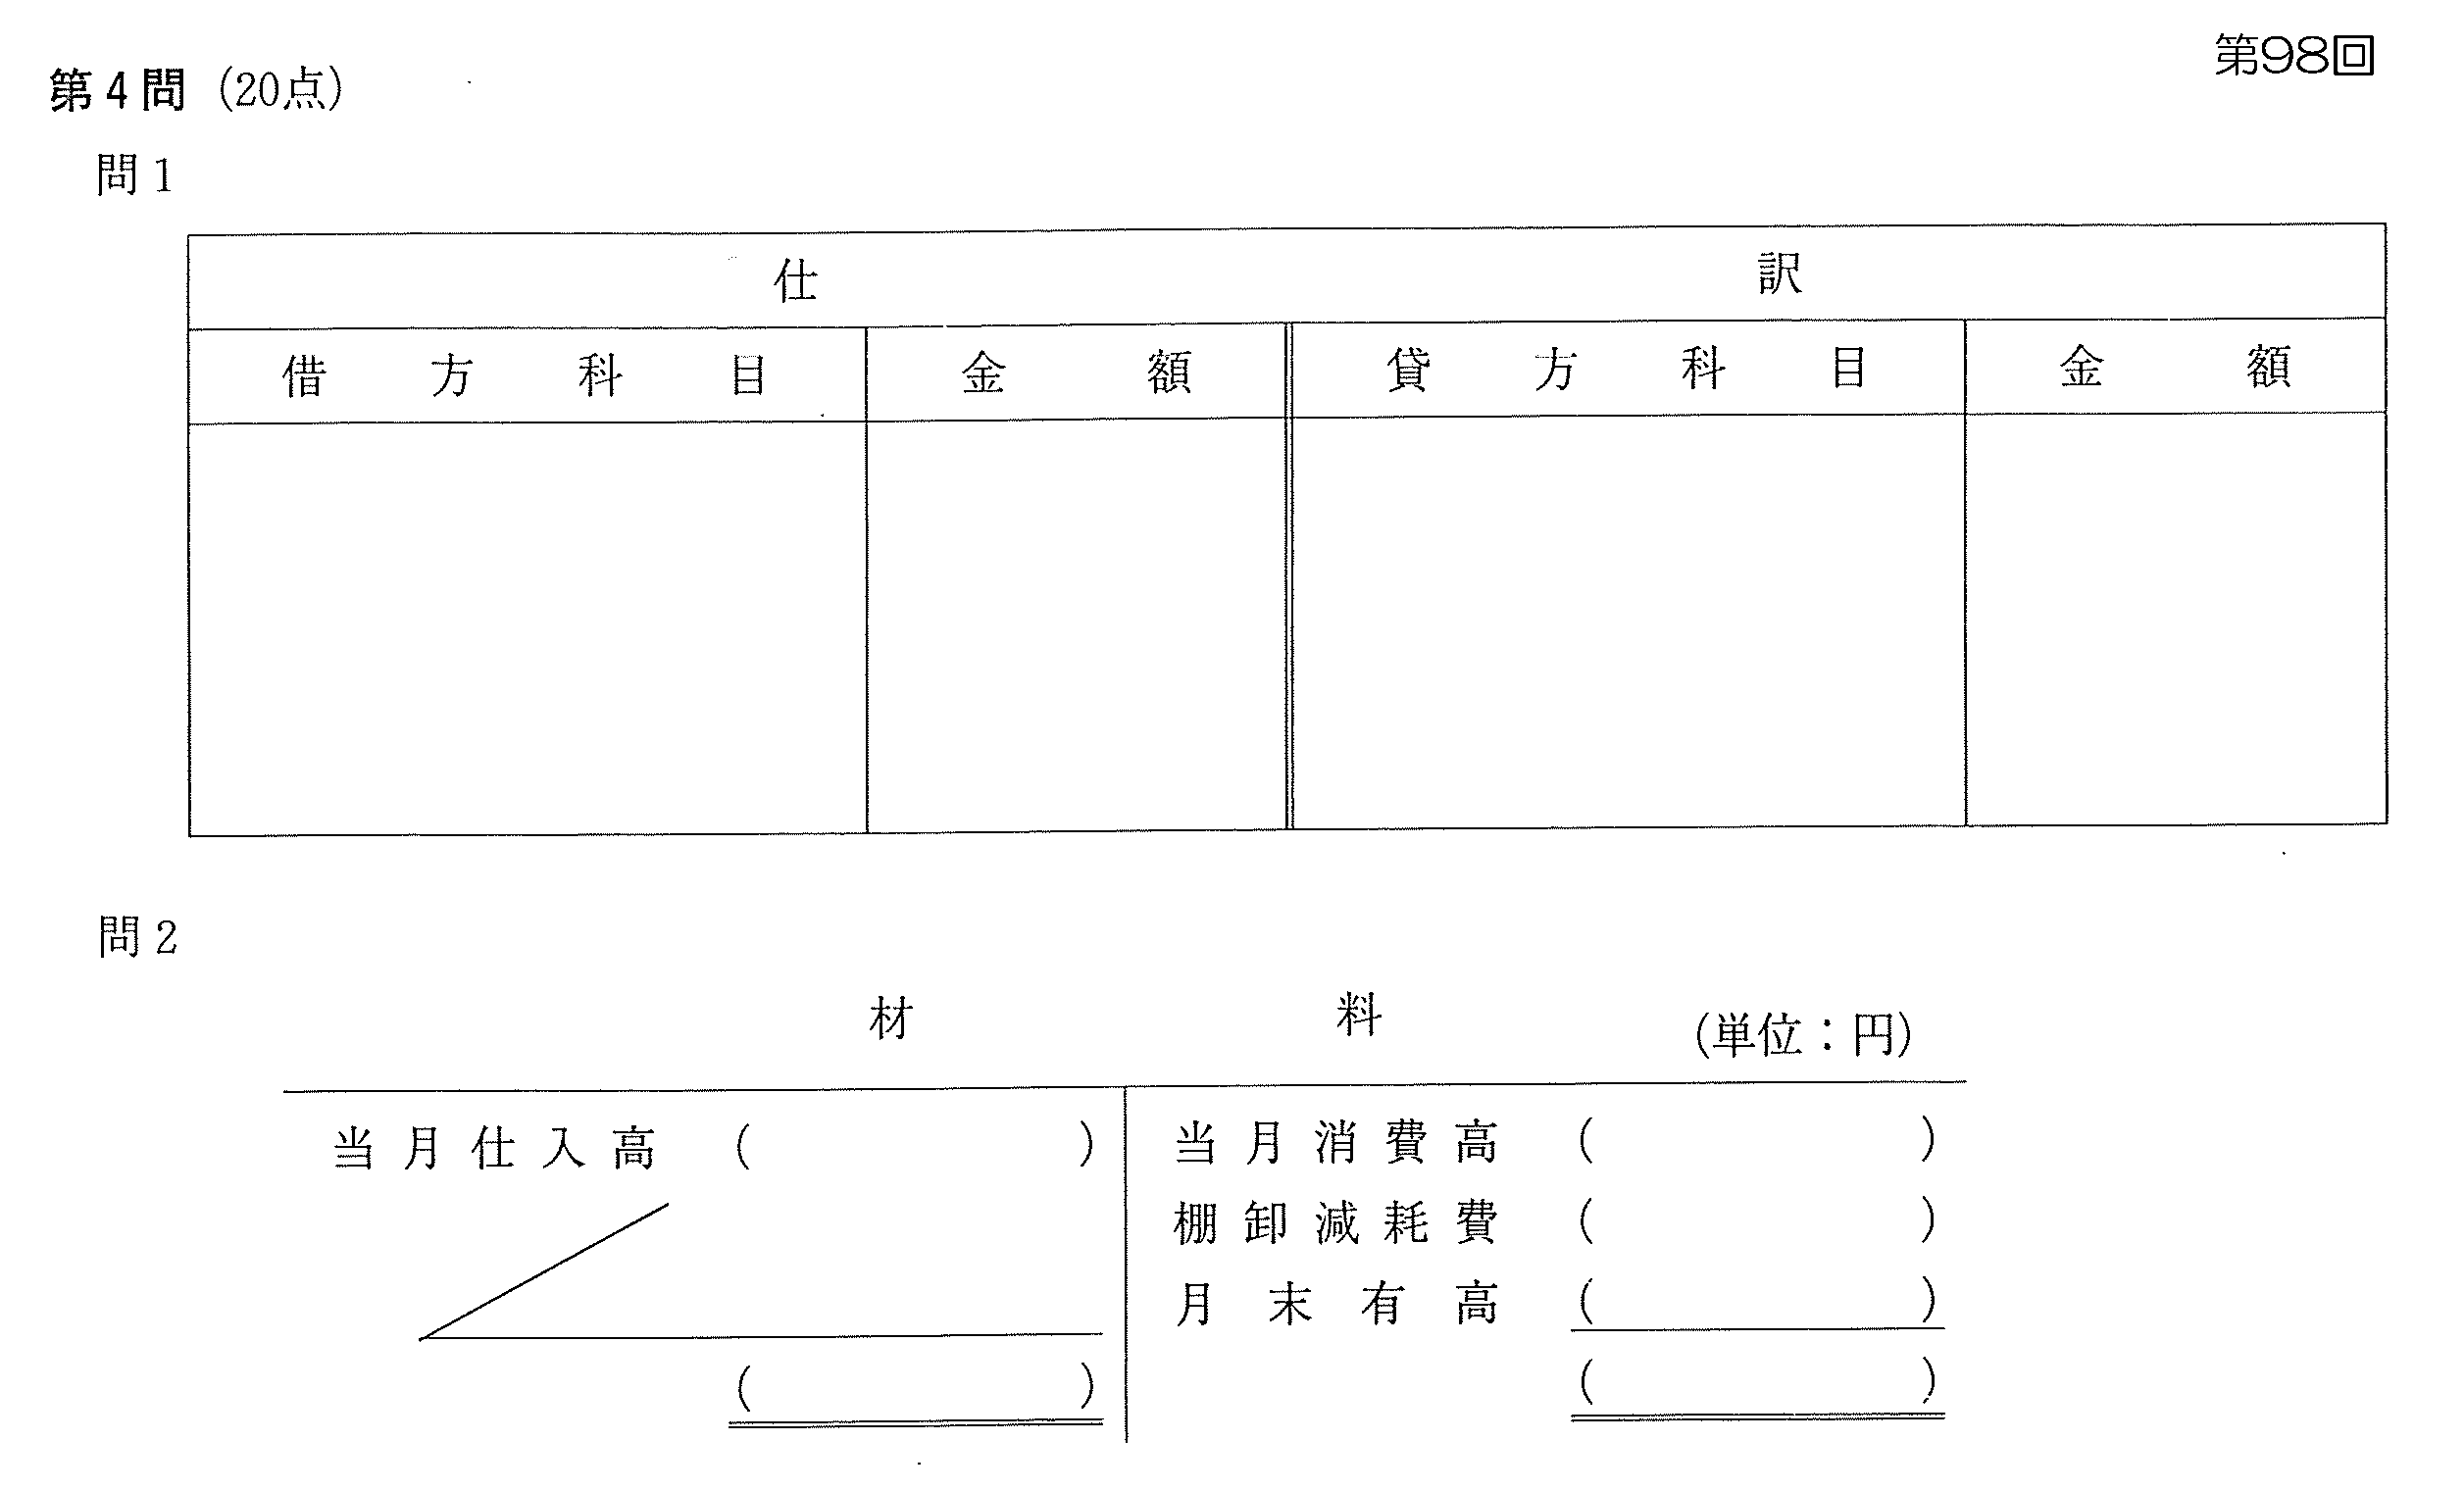 第98回
第4問 (20点)
問1
仕 訳
借方科目 金額 貸方科目 金額
問2
材 料 (単位：円)
当月仕入高 ( ) 当月消費高 ( )
棚卸減耗費 ( )
月末有高 ( )
( ) ( )